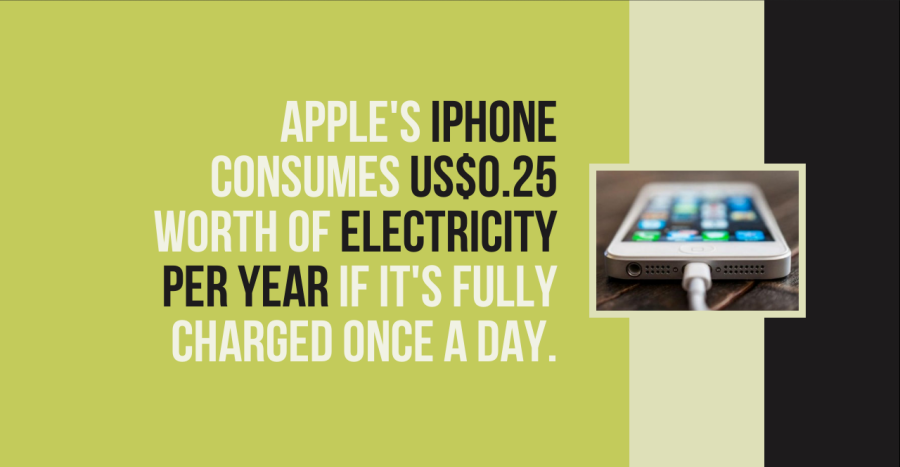 APPLE'S IPHONE
CONSUMES US$0.25
WORTH OF ELECTRICITY
PER YEAR IF IT'S FULLY
CHARGED ONCE A DAY.